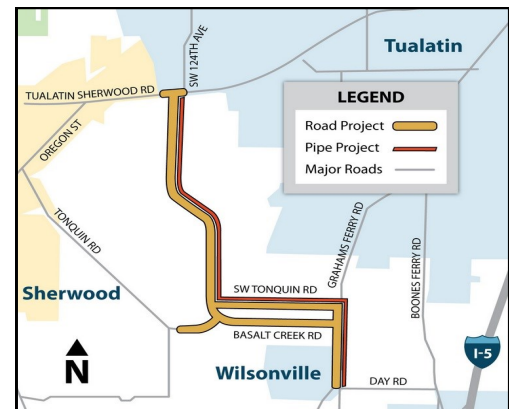 SW 124TH AVE
Tualatin
TUALATIN SHERWOOD RD
LEGEND
Road Project
Pipe Project
Major Roads
OREGON ST
TONQUIN RD
GRAHAMS FERRY RD
BOONES FERRY RD
Sherwood
SW TONQUIN RD
BASALT CREEK RD
I-5
N
Wilsonville
DAY RD